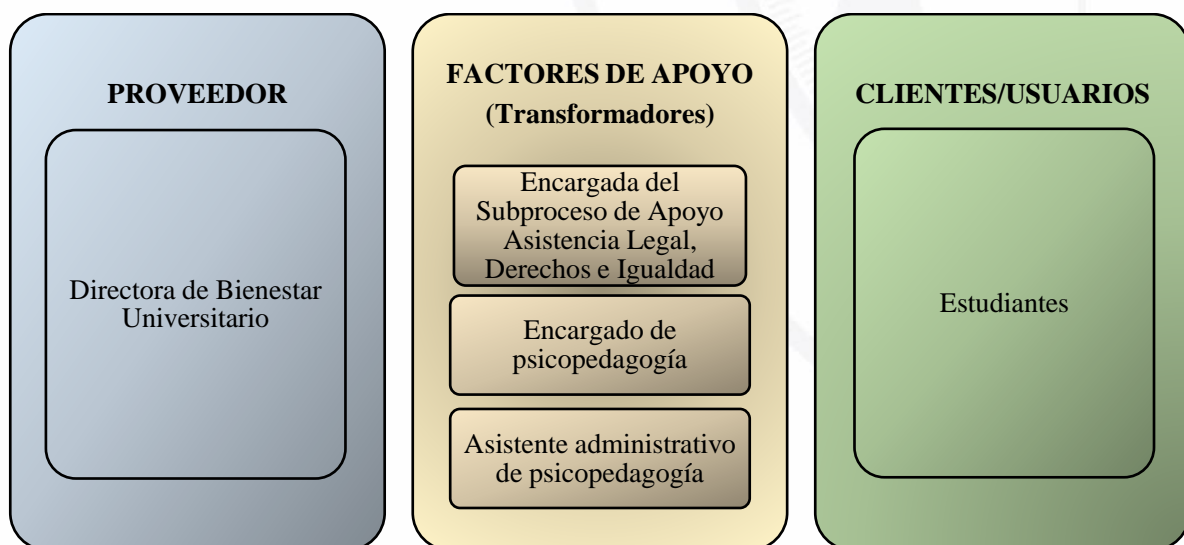 PROVEEDOR
Directora de Bienestar
Universitario
FACTORES DE APOYO
(Transformadores)
Encargada del
Subproceso de Apoyo
Asistencia Legal,
Derechos e Igualdad
Encargado de
psicopedagogía
Asistente administrativo
de psicopedagogía
CLIENTES/USUARIOS
Estudiantes